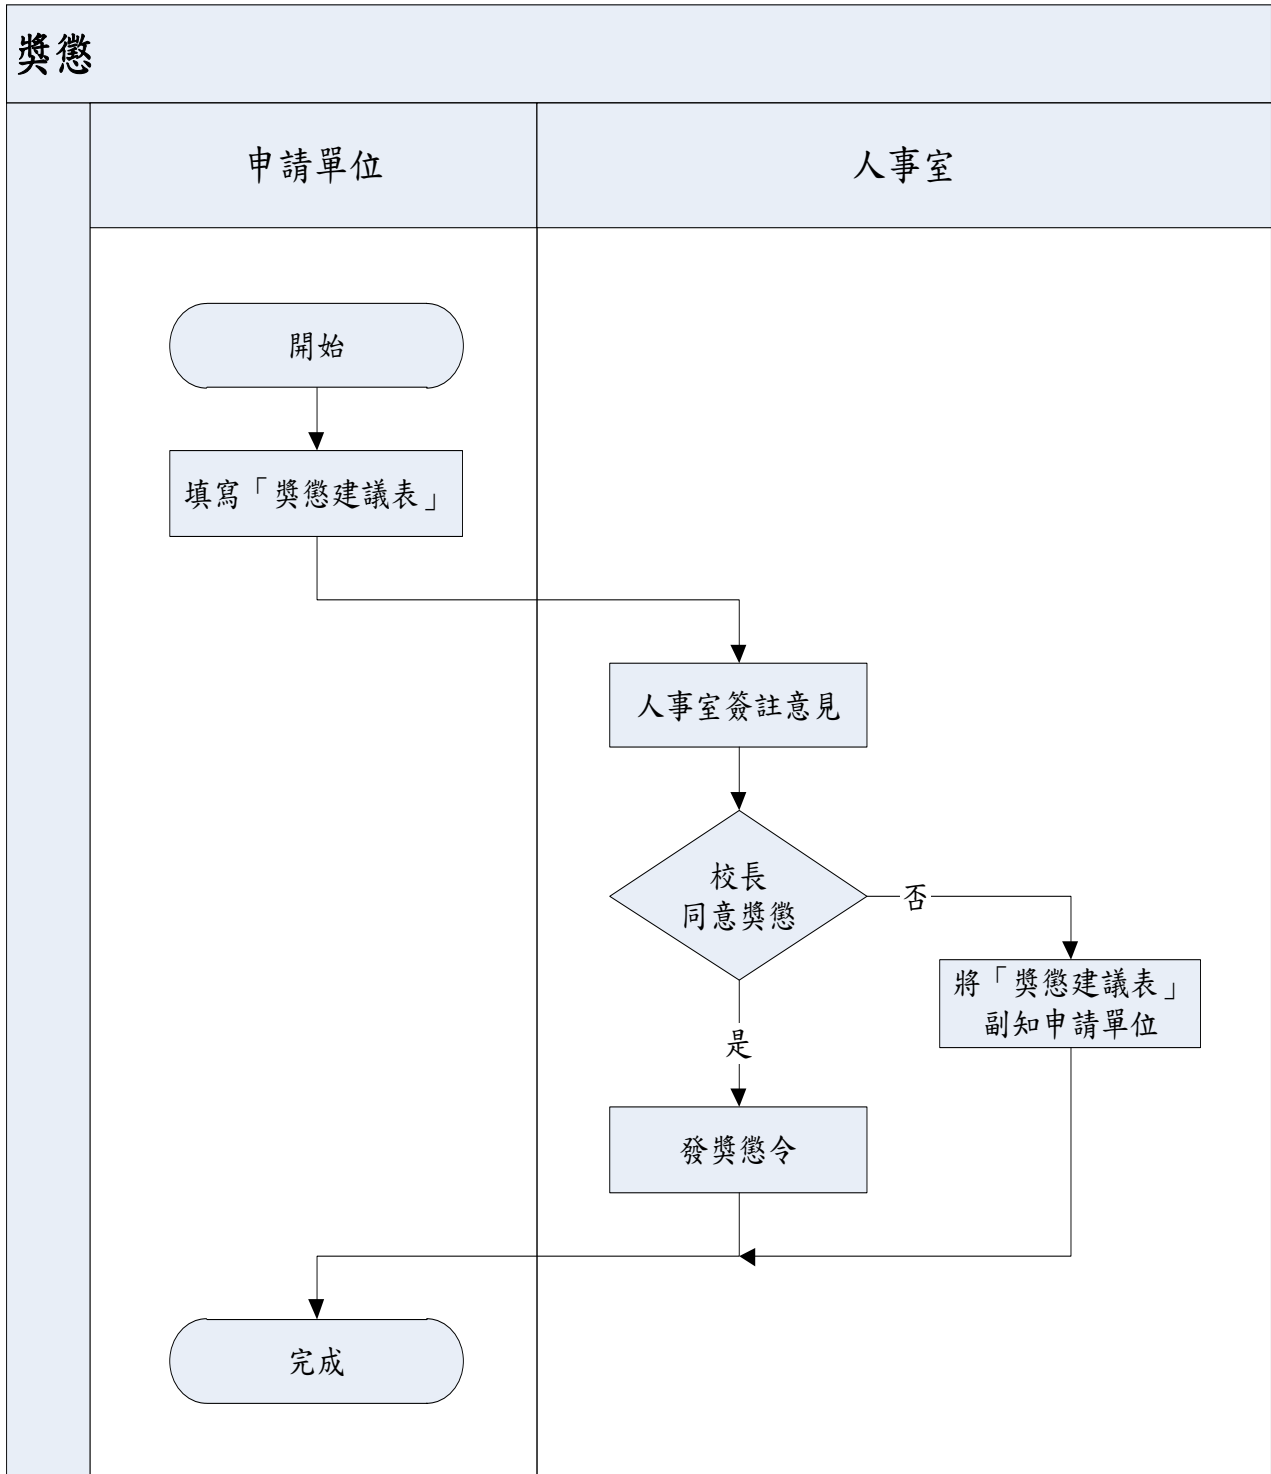 獎懲
申請單位
人事室
開始
填寫「獎懲建議表」
人事室簽註意見
校長
同意獎懲
否
將「獎懲建議表」
副知申請單位
是
發獎懲令
完成